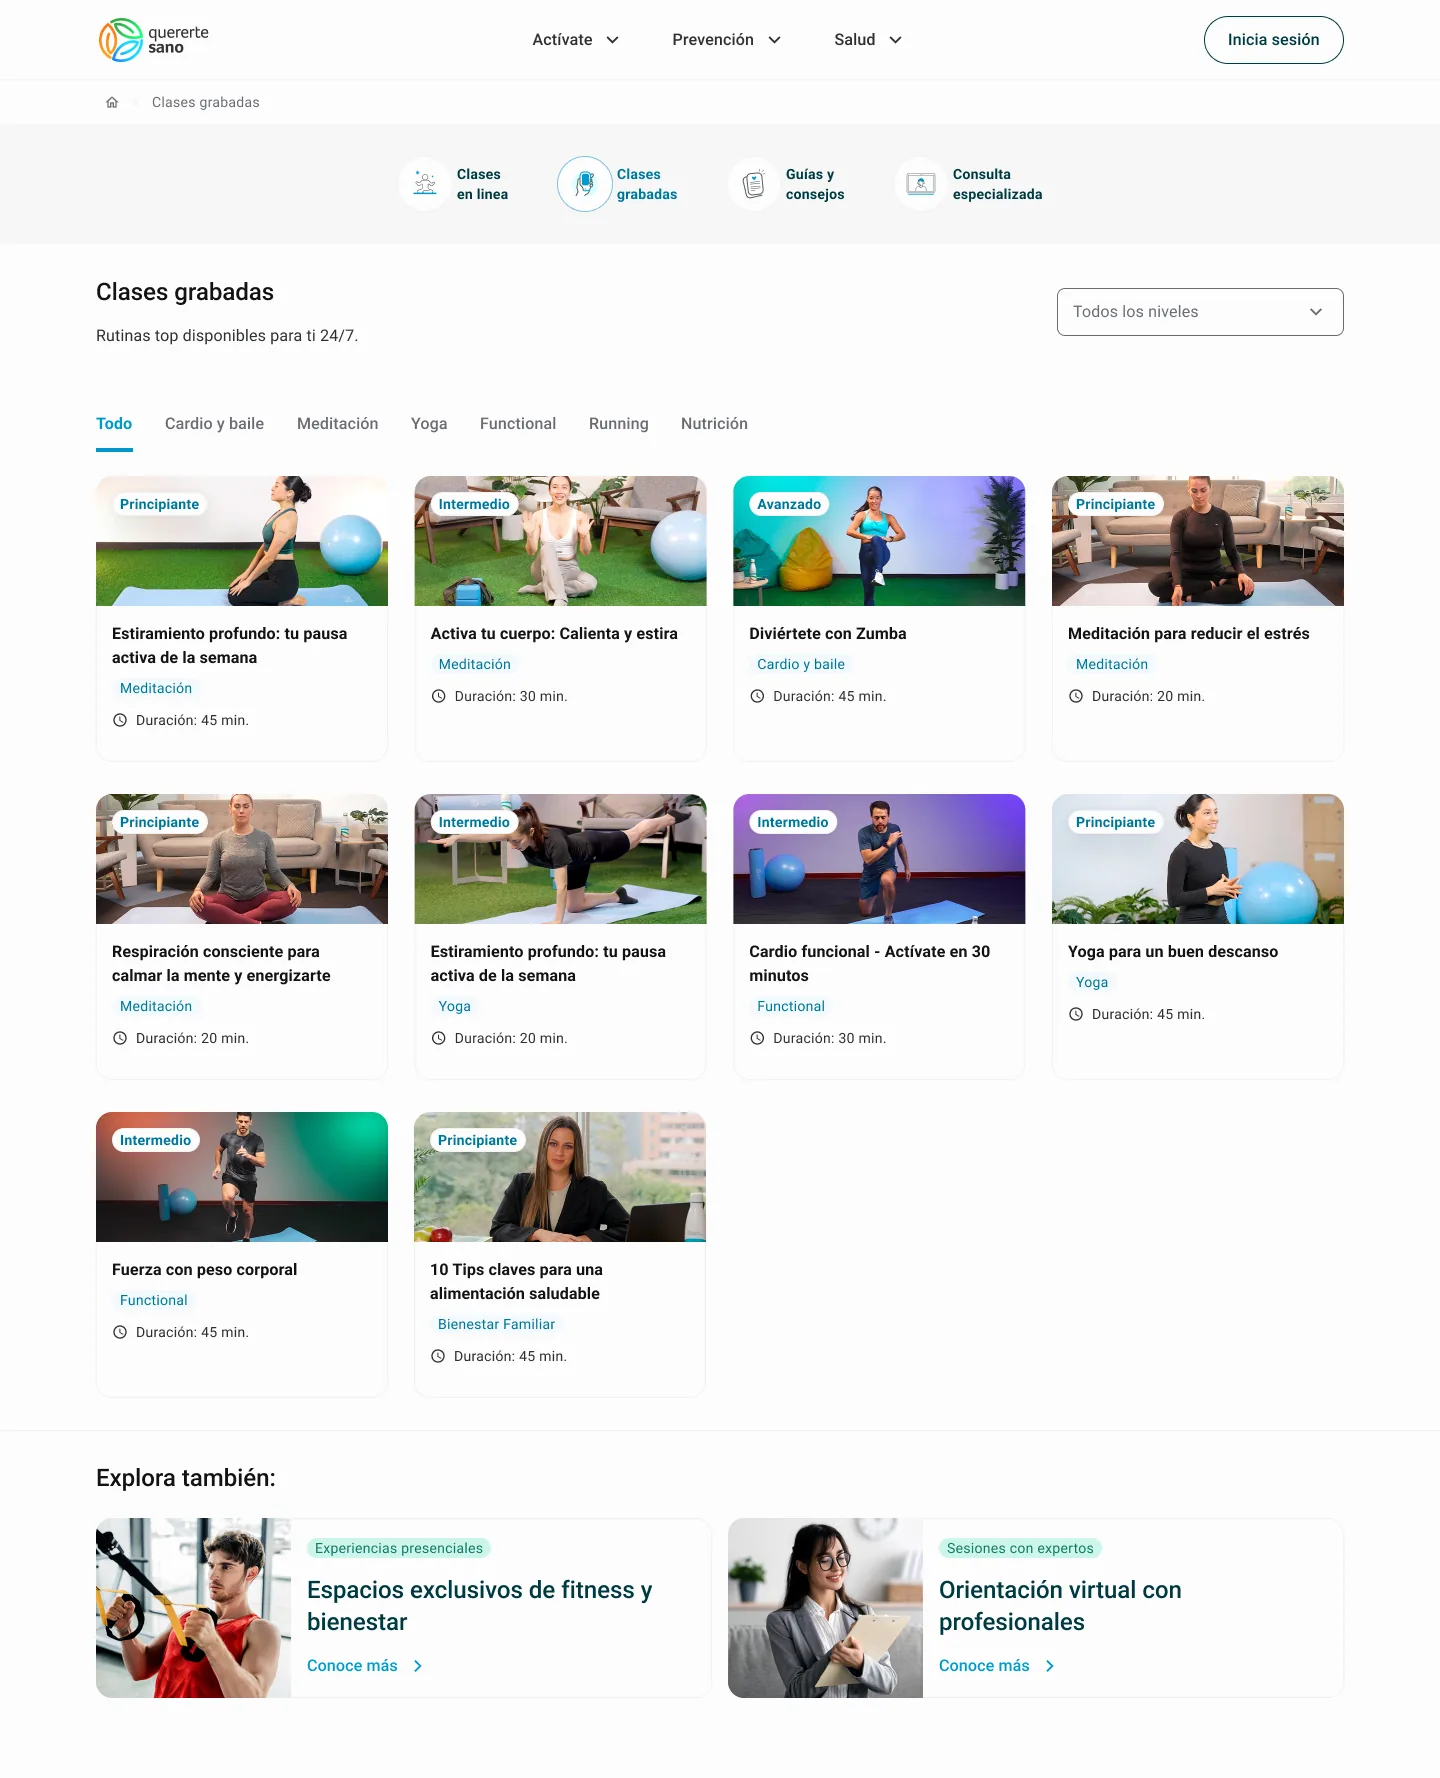 quererte
sano
Actívate
Prevención
Salud
Inicia sesión
Clases grabadas
Clases
en linea
Clases
grabadas
Guías y
consejos
Consulta
especializada
Clases grabadas
Rutinas top disponibles para ti 24/7.
Todos los niveles
Todo
Cardio y baile
Meditación
Yoga
Functional
Running
Nutrición
Principiante
Estiramiento profundo: tu pausa
activa de la semana
Meditación
Duración: 45 min.
Intermedio
Activa tu cuerpo: Calienta y estira
Meditación
Duración: 30 min.
Avanzado
Diviértete con Zumba
Cardio y baile
Duración: 45 min.
Principiante
Meditación para reducir el estrés
Meditación
Duración: 20 min.
Principiante
Respiración consciente para
calmar la mente y energizarte
Meditación
Duración: 20 min.
Intermedio
Estiramiento profundo: tu pausa
activa de la semana
Yoga
Duración: 20 min.
Intermedio
Cardio funcional - Actívate en 30
minutos
Functional
Duración: 30 min.
Principiante
Yoga para un buen descanso
Yoga
Duración: 45 min.
Intermedio
Fuerza con peso corporal
Functional
Duración: 45 min.
Principiante
10 Tips claves para una
alimentación saludable
Bienestar Familiar
Duración: 45 min.
Explora también:
Experiencias presenciales
Espacios exclusivos de fitness y
bienestar
Conoce más
Sesiones con expertos
Orientación virtual con
profesionales
Conoce más